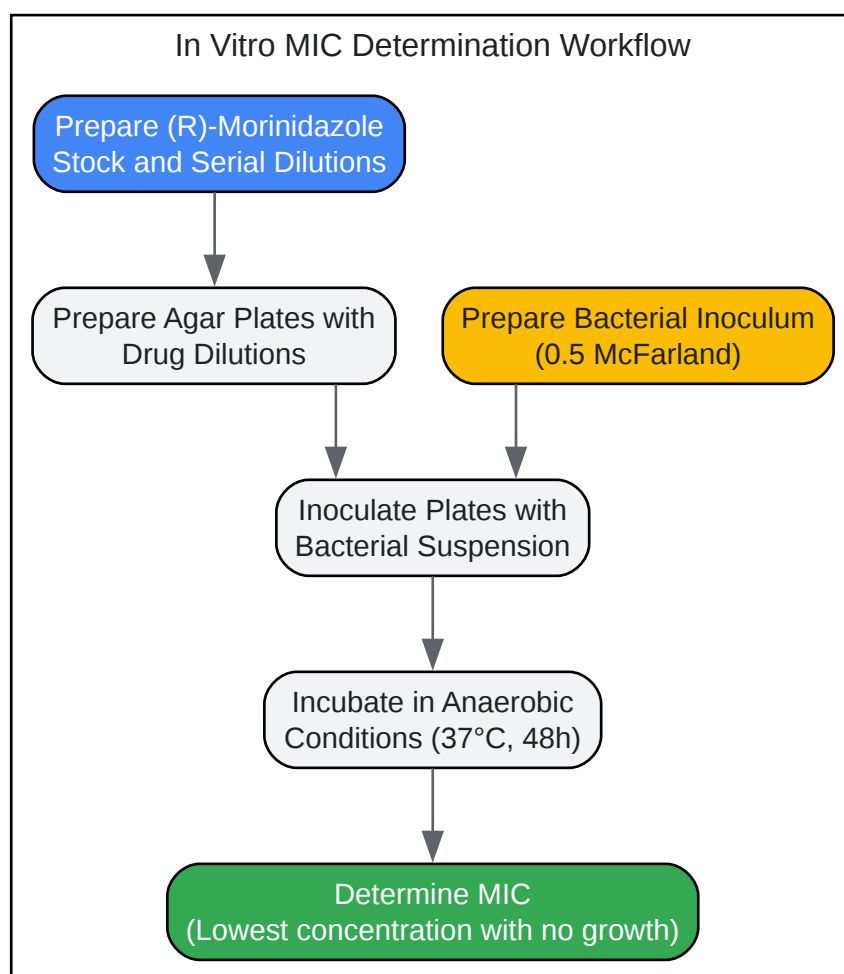 In Vitro MIC Determination Workflow
Prepare (R)-Morinidazole
Stock and Serial Dilutions
Prepare Agar Plates with
Drug Dilutions
Prepare Bacterial Inoculum
(0.5 McFarland)
Inoculate Plates with
Bacterial Suspension
Incubate in Anaerobic
Conditions (37°C, 48h)
Determine MIC
(Lowest concentration with no growth)